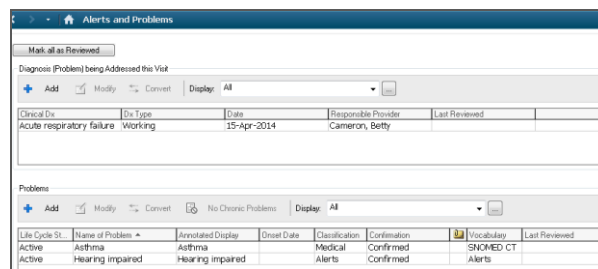 Alerts and Problems
Mark all as Reviewed
Diagnosis (Problem) being Addressed this Visit
Add Modify Convert Display: All ...
Clinical Dx Dx Type Date Responsible Provider Last Reviewed
Acute respiratory failure Working 15-Apr-2014 Cameron, Betty
Problems
Add Modify Convert No Chronic Problems Display: All ...
Life Cycle St... Name of Problem Annotated Display Onset Date Classification Confirmation Vocabulary Last Reviewed
Active Asthma Asthma Medical Confirmed SNOMED CT
Active Hearing impaired Hearing impaired Alerts Confirmed Alerts